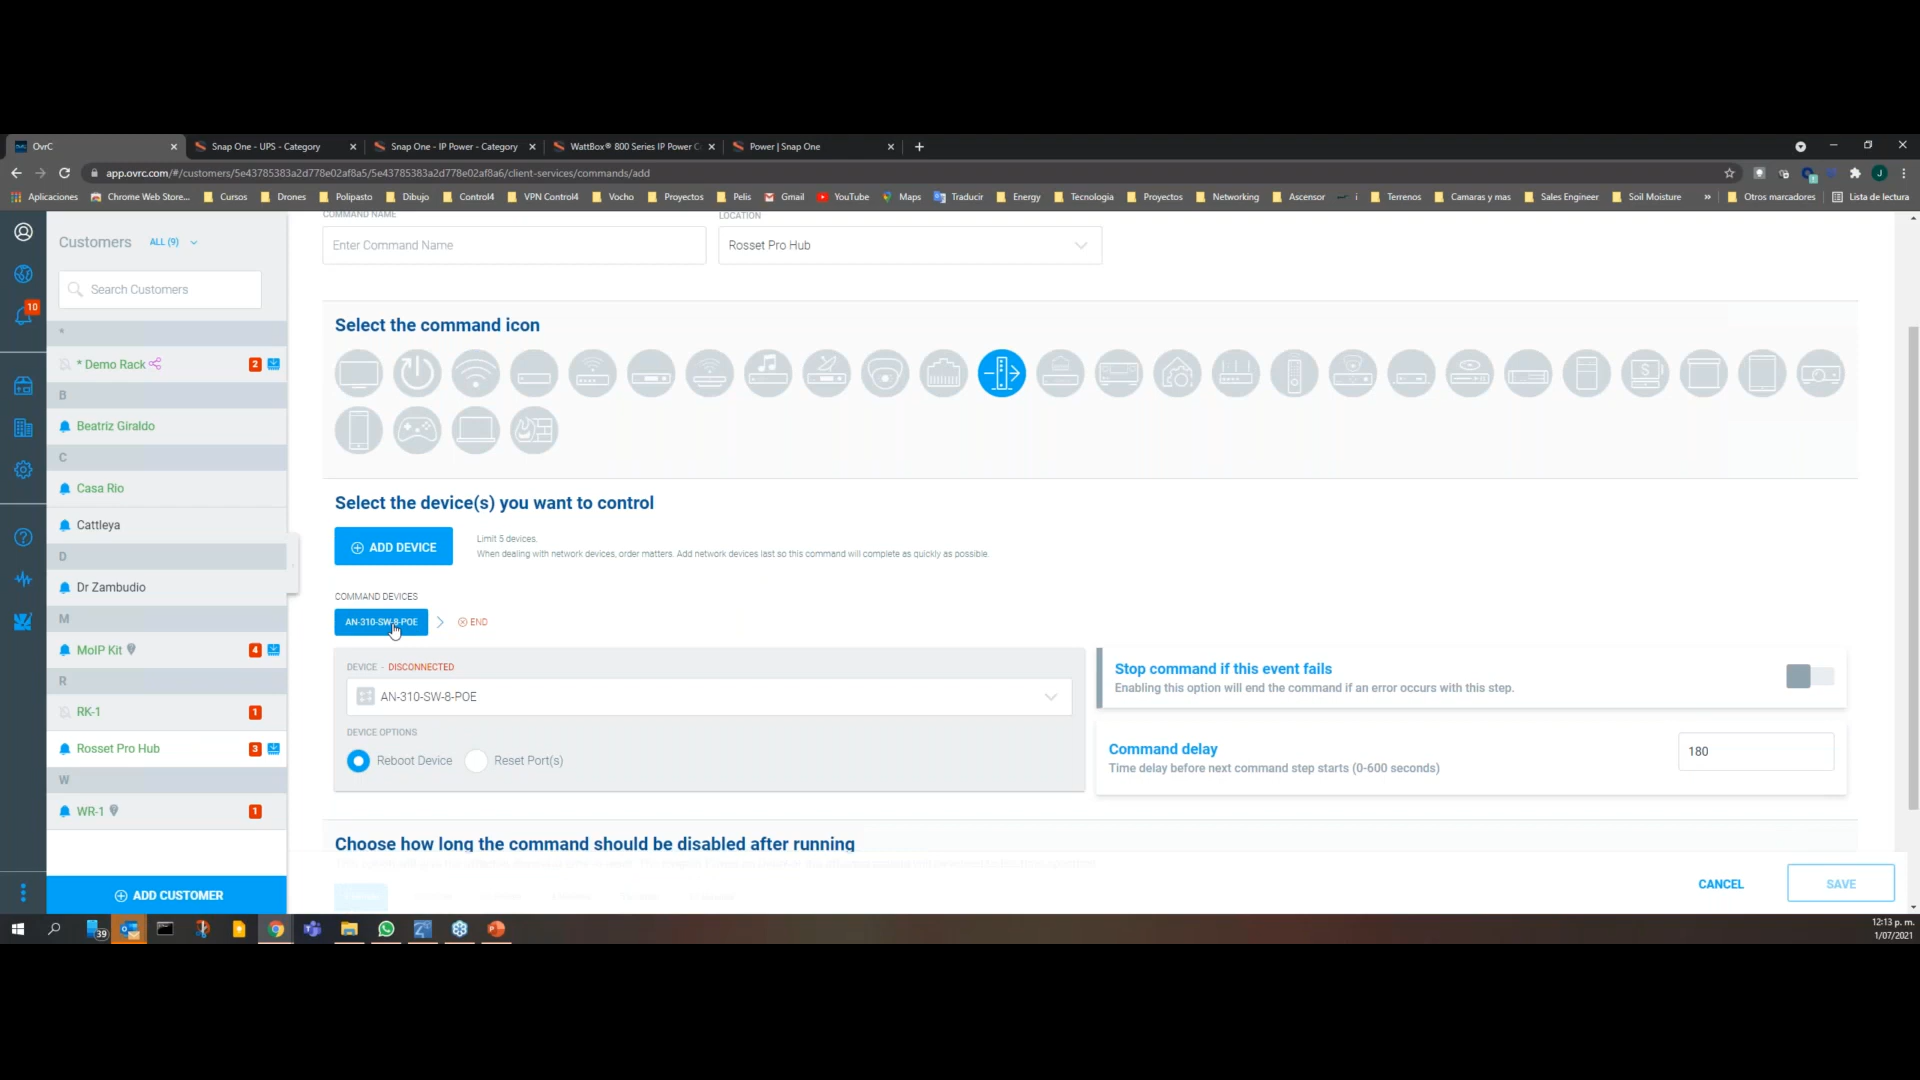 OvrC
Snap One - UPS - Category
Snap One - IP Power - Category
WattBox® 800 Series IP Power C
Power | Snap One
app.ovrc.com/#/customers/5e43785383a2d778e02af8a5/5e43785383a2d778e02af8a6/client-services/commands/add
J
Aplicaciones
Chrome Web Store...
Cursos
Drones
Polipasto
Dibujo
Control4
VPN Control4
Vocho
Proyectos
Pelis
Gmail
YouTube
Maps
Traducir
Energy
Tecnologia
Proyectos
Networking
Ascensor
i
Terrenos
Camaras y mas
Sales Engineer
Soil Moisture
»
Otros marcadores
Lista de lectura
10
Customers
ALL (9)
Search Customers
*
* Demo Rack
2
B
Beatriz Giraldo
C
Casa Rio
Cattleya
D
Dr Zambudio
M
MoIP Kit
4
R
RK-1
1
Rosset Pro Hub
3
W
WR-1
1
ADD CUSTOMER
COMMAND NAME
LOCATION
Enter Command Name
Rosset Pro Hub
Select the command icon
Select the device(s) you want to control
ADD DEVICE
Limit 5 devices.
When dealing with network devices, order matters. Add network devices last so this command will complete as quickly as possible.
COMMAND DEVICES
AN-310-SW-8-POE
END
DEVICE - DISCONNECTED
AN-310-SW-8-POE
DEVICE OPTIONS
Reboot Device
Reset Port(s)
Stop command if this event fails
Enabling this option will end the command if an error occurs with this step.
Command delay
Time delay before next command step starts (0-600 seconds)
180
Choose how long the command should be disabled after running
CANCEL
SAVE
39
12:13 p. m.
1/07/2021